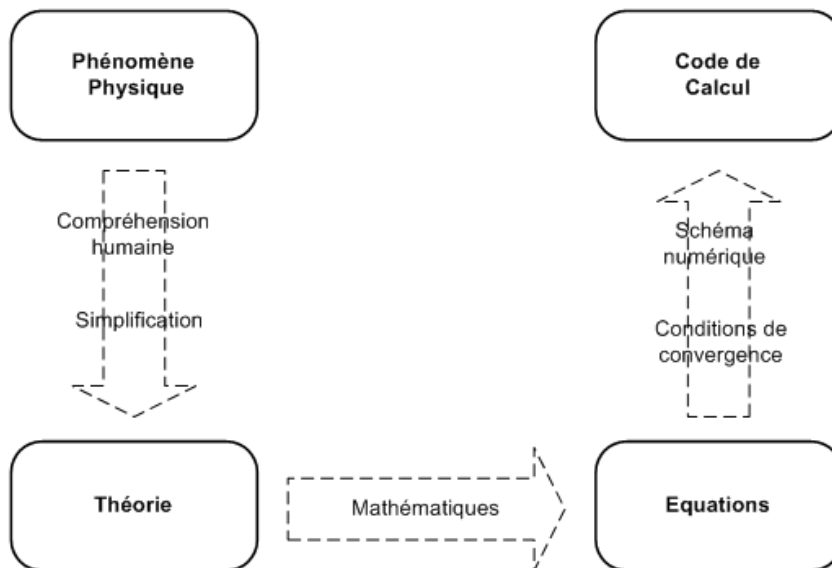 Phénomène
Physique
Code de
Calcul
Compréhension
humaine
Simplification
Schéma
numérique
Conditions de
convergence
Théorie
Mathématiques
Equations